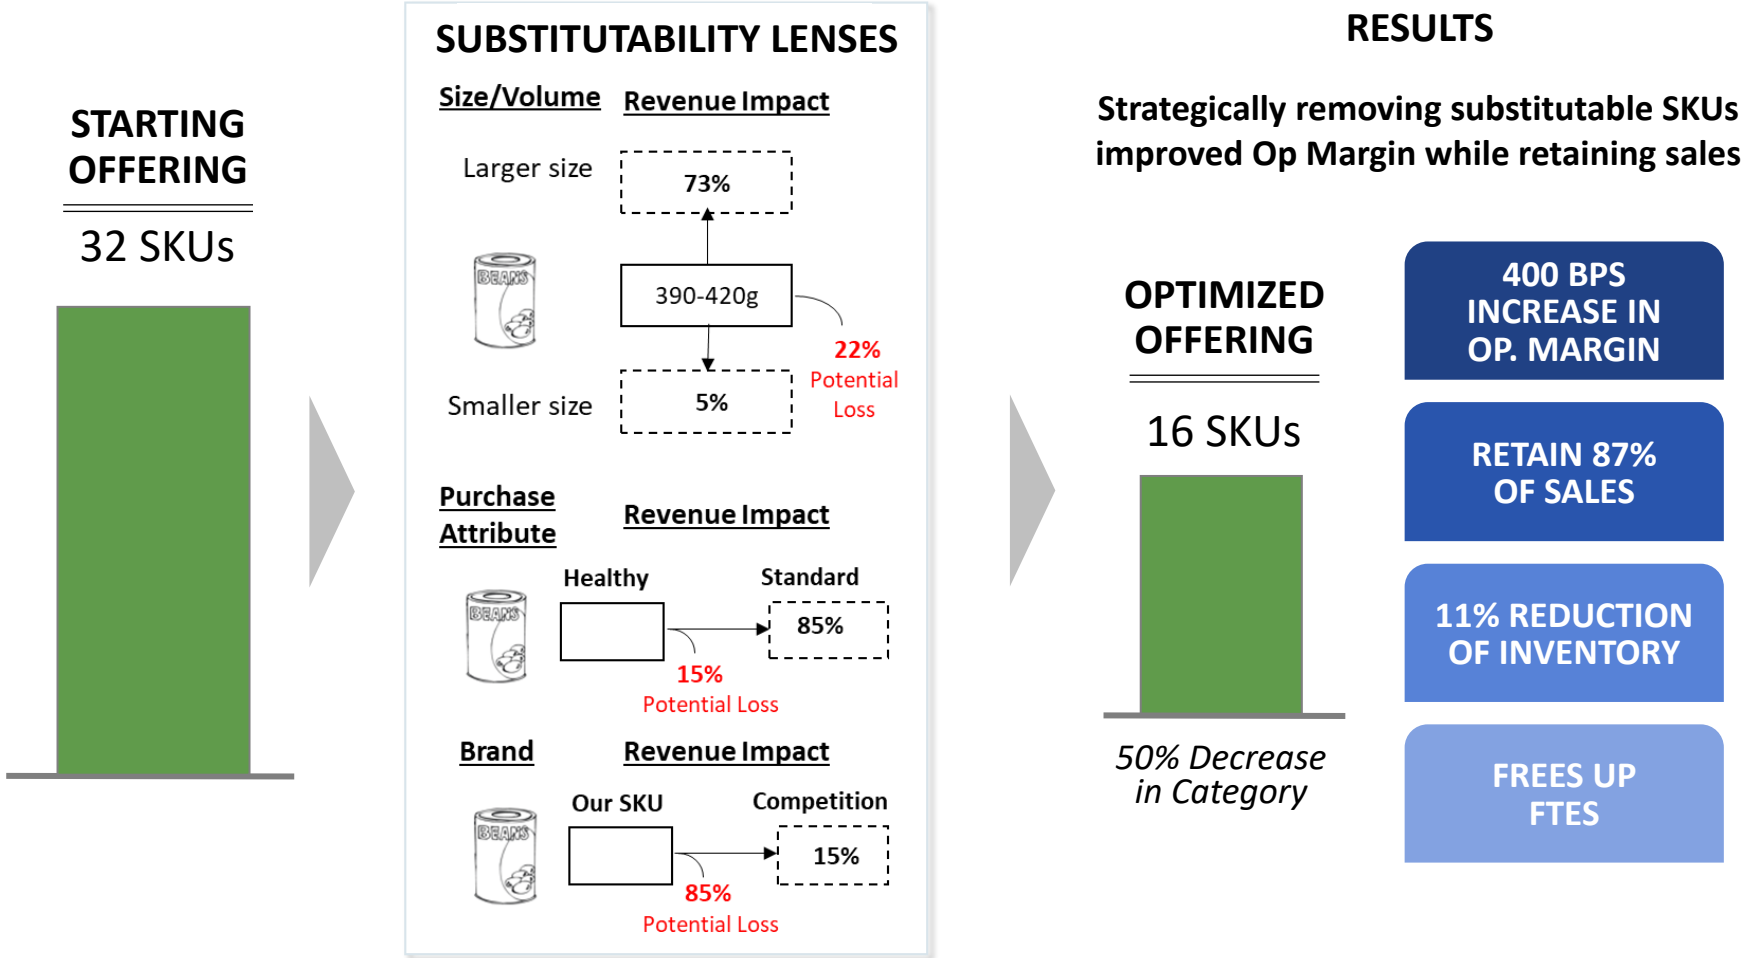 STARTING
OFFERING
32 SKUs
SUBSTITUTABILITY LENSES
Size/Volume
Revenue Impact
Larger size
73%
BEANS
390-420g
22%
Potential
Loss
Smaller size
5%
Purchase
Attribute
Revenue Impact
Healthy
Standard
BEANS
85%
15%
Potential Loss
Brand
Revenue Impact
Our SKU
Competition
BEANS
15%
85%
Potential Loss
RESULTS
Strategically removing substitutable SKUs
improved Op Margin while retaining sales
OPTIMIZED
OFFERING
16 SKUs
50% Decrease
in Category
400 BPS
INCREASE IN
OP. MARGIN
RETAIN 87%
OF SALES
11% REDUCTION
OF INVENTORY
FREES UP
FTES